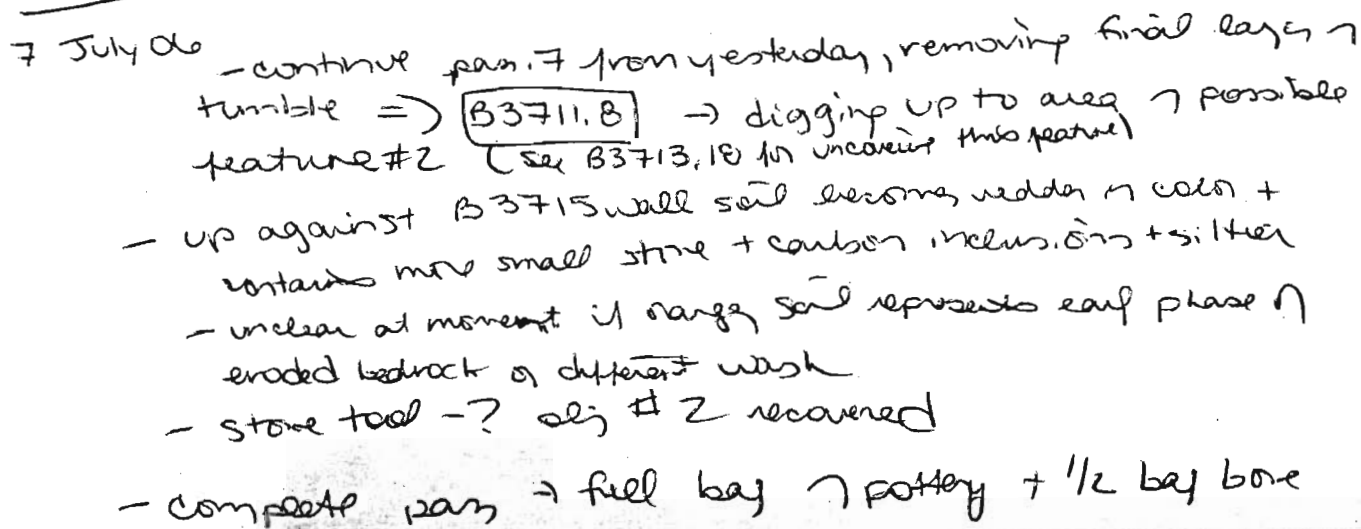 7 July 06
- continue pass.7 from yesterday, removing final layer of
tumble => B3711.8 → digging up to area of possible
feature #2 (see B3713.18 for uncovering this feature)
- up against B3715 wall soil becomes redder in color +
contains more small stone + carbon inclusions + siltier
- unclear at moment if orangey soil represents early phase of
eroded bedrock or different wash
- stone tool -? obj #2 recovered
- complete pass → full bag of pottery + 1/2 bag bone